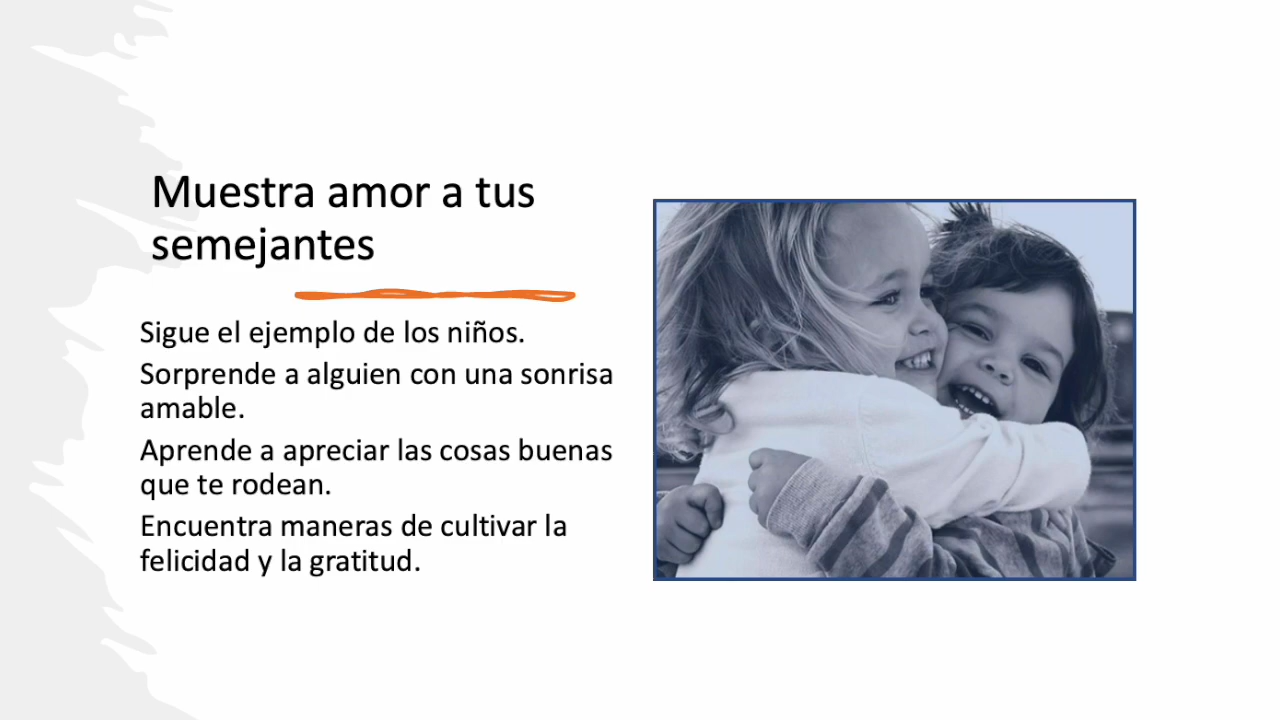 Muestra amor a tus
semejantes
Sigue el ejemplo de los niños.
Sorprende a alguien con una sonrisa
amable.
Aprende a apreciar las cosas buenas
que te rodean.
Encuentra maneras de cultivar la
felicidad y la gratitud.